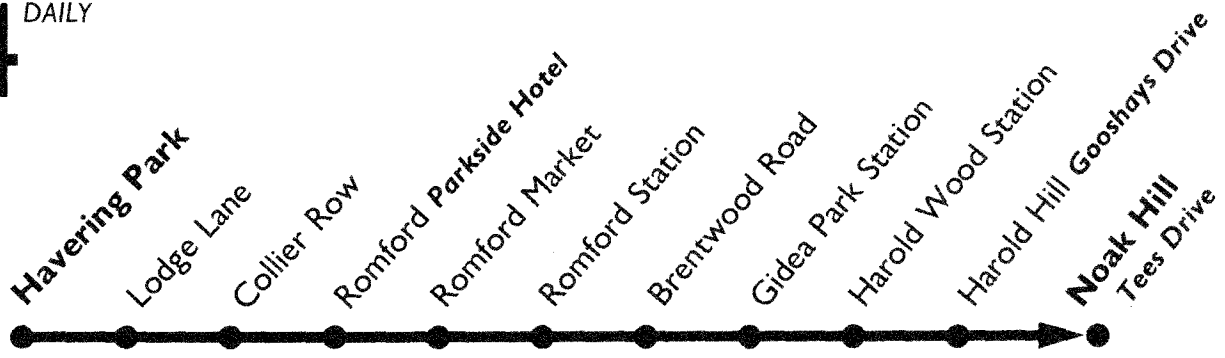 DAILY
Havering Park
Lodge Lane
Collier Row
Romford Parkside Hotel
Romford Market
Romford Station
Brentwood Road
Gidea Park Station
Harold Wood Station
Harold Hill Gooshays Drive
Noak Hill
Tees Drive